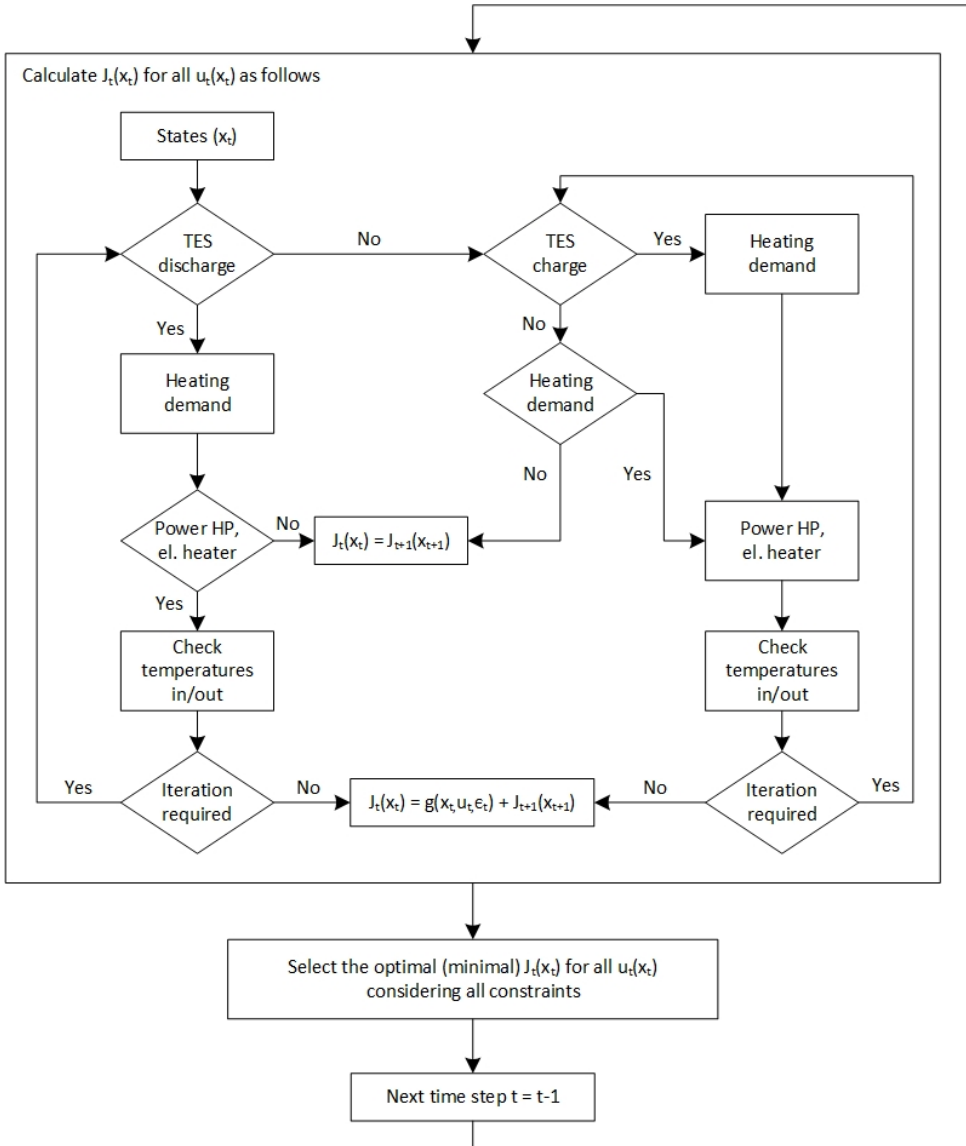 Calculate Jₜ(xₜ) for all uₜ(xₜ) as follows
States (xₜ)
TES
discharge
No
TES
charge
Yes
Heating
demand
Yes
No
Heating
demand
Heating
demand
No
Yes
Power HP,
el. heater
No
Jₜ(xₜ) = Jₜ₊₁(xₜ₊₁)
Power HP,
el. heater
Yes
Check
temperatures
in/out
Check
temperatures
in/out
Yes
Iteration
required
No
Jₜ(xₜ) = g(xₜ,uₜ,ϵₜ) + Jₜ₊₁(xₜ₊₁)
No
Iteration
required
Yes
Select the optimal (minimal) Jₜ(xₜ) for all uₜ(xₜ)
considering all constraints
Next time step t = t-1